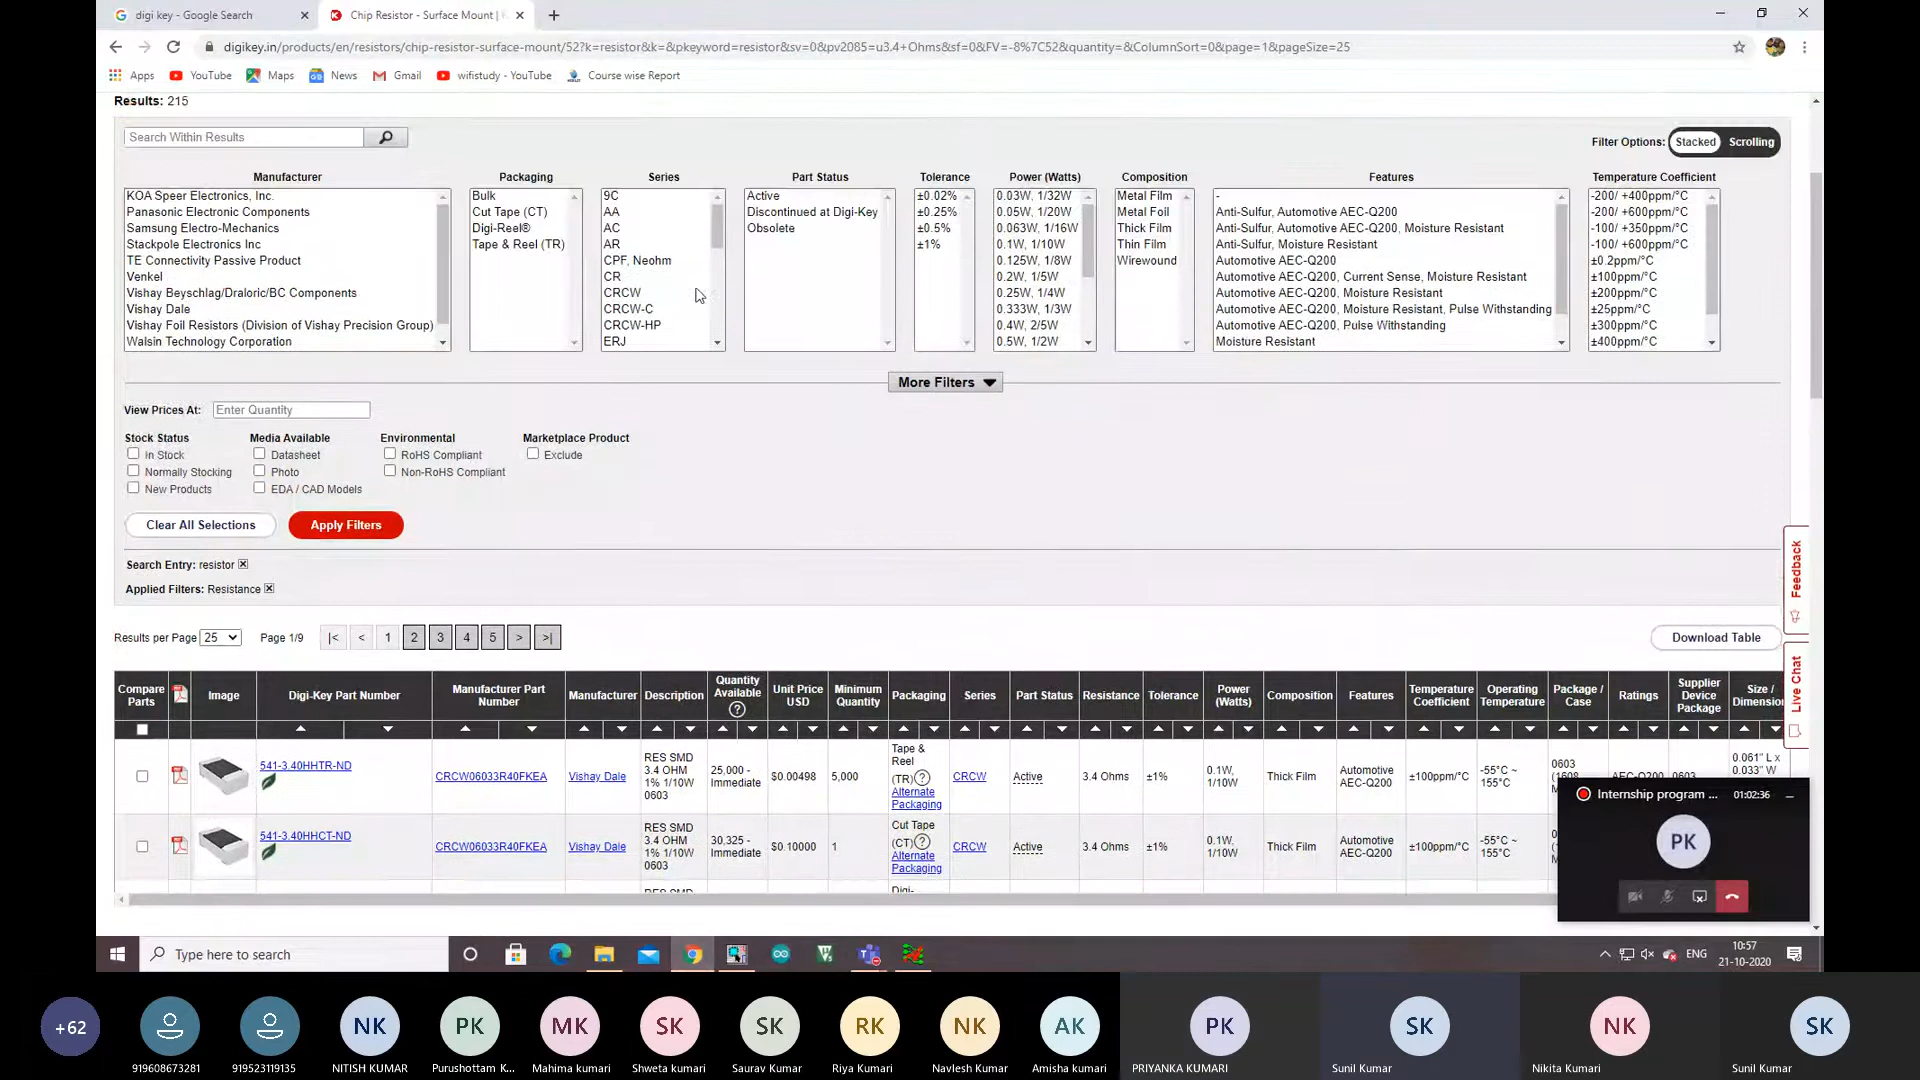 digi key - Google Search
Chip Resistor - Surface Mount |
digikey.in/products/en/resistors/chip-resistor-surface-mount/52?k=resistor&k=&pkeyword=resistor&sv=0&pv2085=u3.4+Ohms&sf=0&FV=-8%7C52&quantity=&ColumnSort=0&page=1&pageSize=25
Apps YouTube Maps News Gmail wifistudy - YouTube Course wise Report
Results: 215
Search Within Results
Filter Options: Stacked Scrolling
Manufacturer
KOA Speer Electronics, Inc.
Panasonic Electronic Components
Samsung Electro-Mechanics
Stackpole Electronics Inc
TE Connectivity Passive Product
Venkel
Vishay Beyschlag/Draloric/BC Components
Vishay Dale
Vishay Foil Resistors (Division of Vishay Precision Group)
Walsin Technology Corporation
Packaging
Bulk
Cut Tape (CT)
Digi-Reel®
Tape & Reel (TR)
Series
9C
AA
AC
AR
CPF, Neohm
CR
CRCW
CRCW-C
CRCW-HP
ERJ
Part Status
Active
Discontinued at Digi-Key
Obsolete
Tolerance
±0.02%
±0.25%
±0.5%
±1%
Power (Watts)
0.03W, 1/32W
0.05W, 1/20W
0.063W, 1/16W
0.1W, 1/10W
0.125W, 1/8W
0.2W, 1/5W
0.25W, 1/4W
0.333W, 1/3W
0.4W, 2/5W
0.5W, 1/2W
Composition
Metal Film
Metal Foil
Thick Film
Thin Film
Wirewound
Features
-
Anti-Sulfur, Automotive AEC-Q200
Anti-Sulfur, Automotive AEC-Q200, Moisture Resistant
Anti-Sulfur, Moisture Resistant
Automotive AEC-Q200
Automotive AEC-Q200, Current Sense, Moisture Resistant
Automotive AEC-Q200, Moisture Resistant
Automotive AEC-Q200, Moisture Resistant, Pulse Withstanding
Automotive AEC-Q200, Pulse Withstanding
Moisture Resistant
Temperature Coefficient
-200/ +400ppm/°C
-200/ +600ppm/°C
-100/ +350ppm/°C
-100/ +600ppm/°C
±0.2ppm/°C
±100ppm/°C
±200ppm/°C
±25ppm/°C
±300ppm/°C
±400ppm/°C
More Filters
View Prices At: Enter Quantity
Stock Status
In Stock
Normally Stocking
New Products
Media Available
Datasheet
Photo
EDA / CAD Models
Environmental
RoHS Compliant
Non-RoHS Compliant
Marketplace Product
Exclude
Clear All Selections Apply Filters
Search Entry: resistor
Applied Filters: Resistance
Feedback
Live Chat
Results per Page 25 Page 1/9 |< < 1 2 3 4 5 > >|
Download Table
Compare Parts Image Digi-Key Part Number Manufacturer Part Number Manufacturer Description Quantity Available Unit Price USD Minimum Quantity Packaging Series Part Status Resistance Tolerance Power (Watts) Composition Features Temperature Coefficient Operating Temperature Package / Case Ratings Supplier Device Package Size / Dimension
541-3.40HHTR-ND CRCW06033R40FKEA Vishay Dale RES SMD 3.4 OHM 1% 1/10W 0603 25,000 - Immediate $0.00498 5,000 Tape & Reel (TR) Alternate Packaging CRCW Active 3.4 Ohms ±1% 0.1W, 1/10W Thick Film Automotive AEC-Q200 ±100ppm/°C -55°C ~ 155°C 0603 (1608 AEC-Q200 0603 0.061" L x 0.033" W
541-3.40HHCT-ND CRCW06033R40FKEA Vishay Dale RES SMD 3.4 OHM 1% 1/10W 0603 30,325 - Immediate $0.10000 1 Cut Tape (CT) Alternate Packaging CRCW Active 3.4 Ohms ±1% 0.1W, 1/10W Thick Film Automotive AEC-Q200 ±100ppm/°C -55°C ~ 155°C
RES SMD Digi-
Internship program ... 01:02:36
PK
Type here to search
ENG
10:57
21-10-2020
+62
919608673281
919523119135
NK
NITISH KUMAR
PK
Purushottam K...
MK
Mahima kumari
SK
Shweta kumari
SK
Saurav Kumar
RK
Riya Kumari
NK
Navlesh Kumar
AK
Amisha kumari
PK
PRIYANKA KUMARI
SK
Sunil Kumar
NK
Nikita Kumari
SK
Sunil Kumar